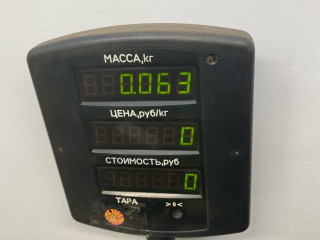 МАССА,кг
0.063
ЦЕНА,руб/кг
0
СТОИМОСТЬ,руб
0
ТАРА >0<